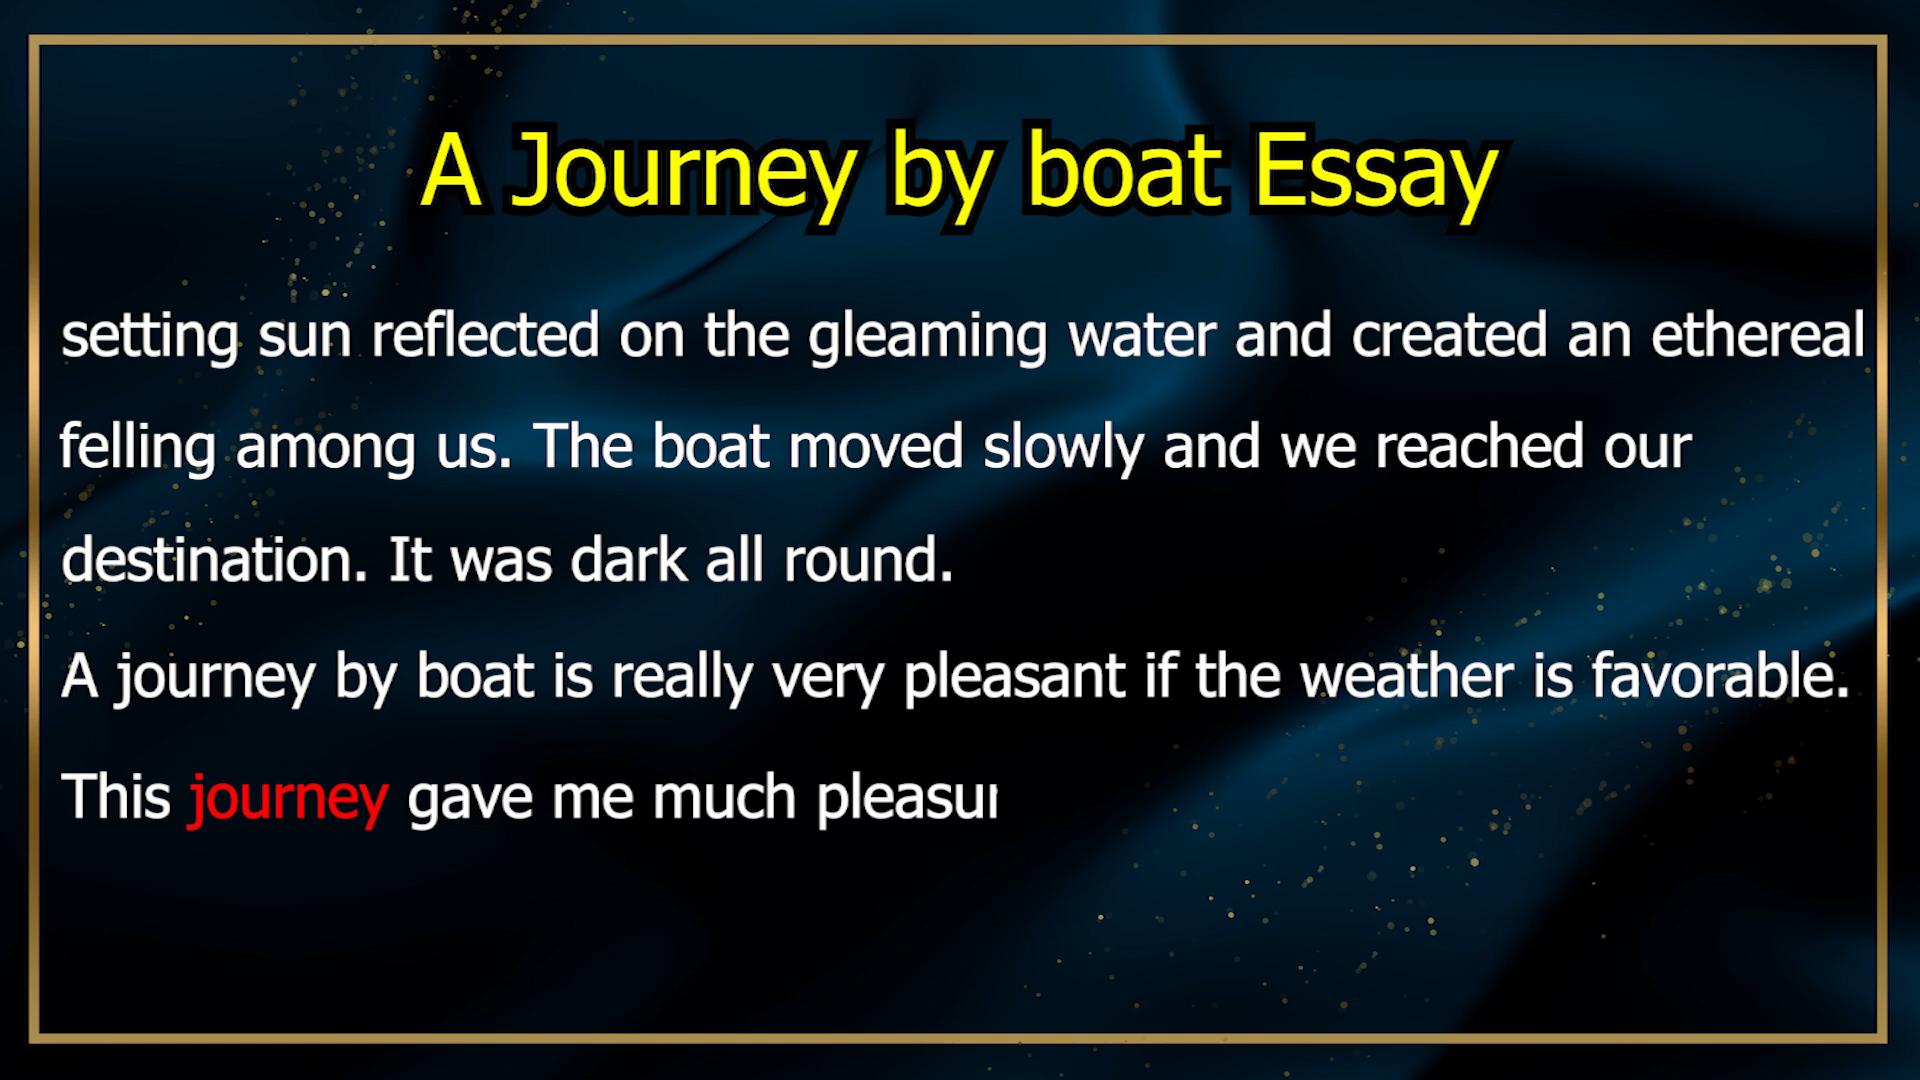 A Journey by boat Essay
setting sun reflected on the gleaming water and created an ethereal
felling among us. The boat moved slowly and we reached our
destination. It was dark all round.
A journey by boat is really very pleasant if the weather is favorable.
This journey gave me much